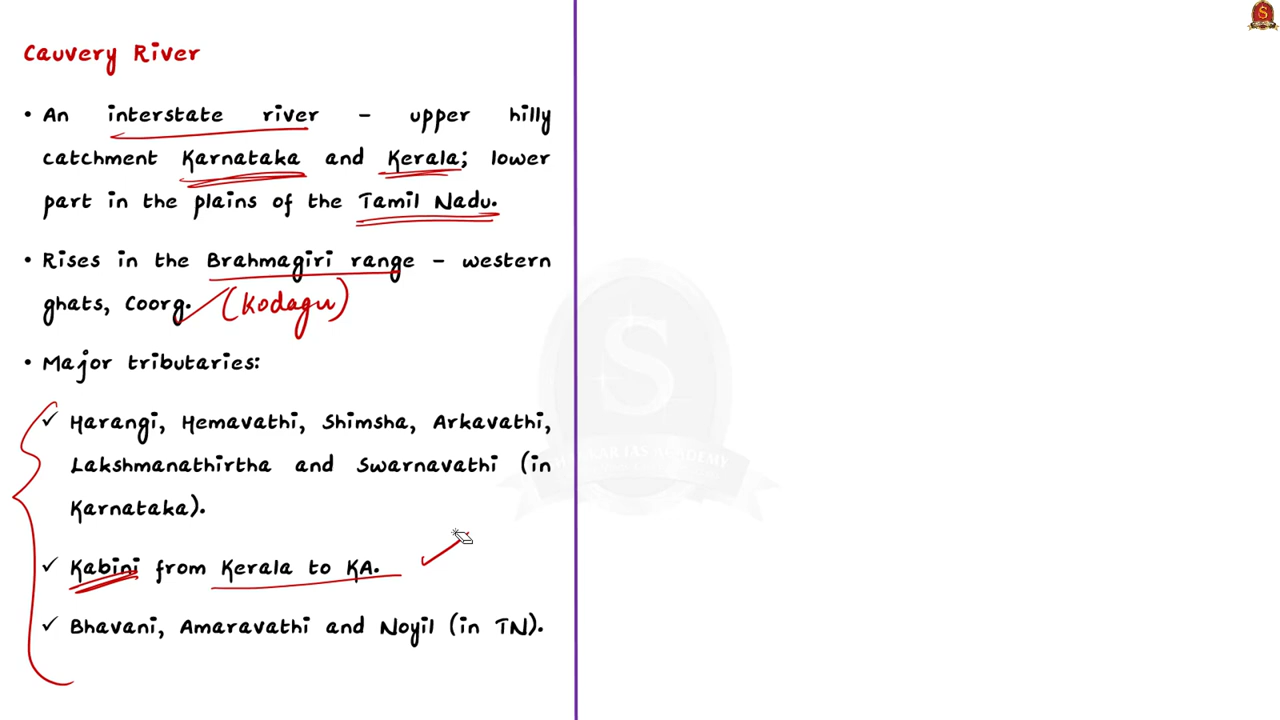 Cauvery River
• An interstate river - upper hilly
catchment Karnataka and Kerala; lower
part in the plains of the Tamil Nadu.
• Rises in the Brahmagiri range - western
ghats, Coorg. (Kodagu)
• Major tributaries:
✓ Harangi, Hemavathi, Shimsha, Arkavathi,
Lakshmanathirtha and Swarnavathi (in
Karnataka).
✓ Kabini from Kerala to KA.
✓ Bhavani, Amaravathi and Noyil (in TN).
S
IAS ACADEMY